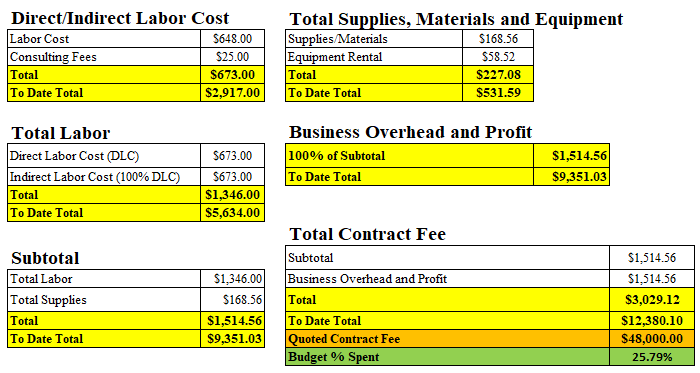 Direct/Indirect Labor Cost
Labor Cost $648.00
Consulting Fees $25.00
Total $673.00
To Date Total $2,917.00
Total Supplies, Materials and Equipment
Supplies/Materials $168.56
Equipment Rental $58.52
Total $227.08
To Date Total $531.59
Total Labor
Direct Labor Cost (DLC) $673.00
Indirect Labor Cost (100% DLC) $673.00
Total $1,346.00
To Date Total $5,634.00
Business Overhead and Profit
100% of Subtotal $1,514.56
To Date Total $9,351.03
Subtotal
Total Labor $1,346.00
Total Supplies $168.56
Total $1,514.56
To Date Total $9,351.03
Total Contract Fee
Subtotal $1,514.56
Business Overhead and Profit $1,514.56
Total $3,029.12
To Date Total $12,380.10
Quoted Contract Fee $48,000.00
Budget % Spent 25.79%